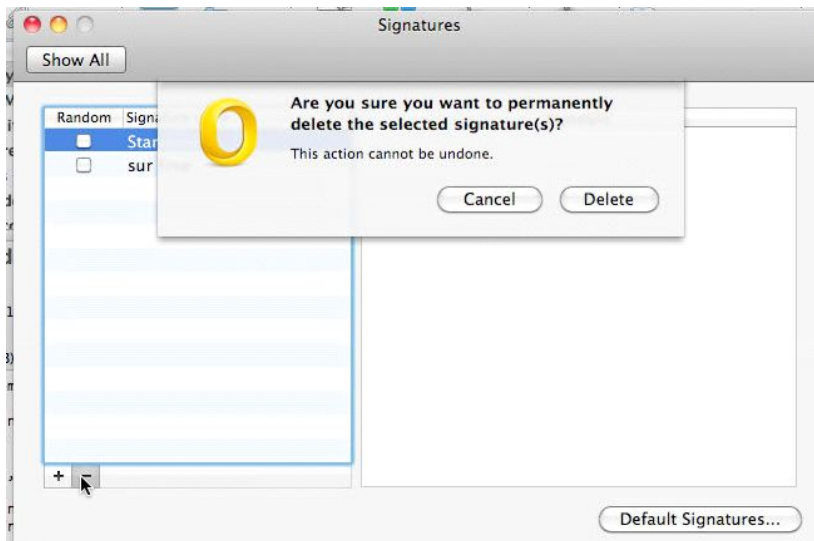 Signatures
Show All
Are you sure you want to permanently
delete the selected signature(s)?
This action cannot be undone.
Cancel
Delete
Random
sur
+
-
Default Signatures...